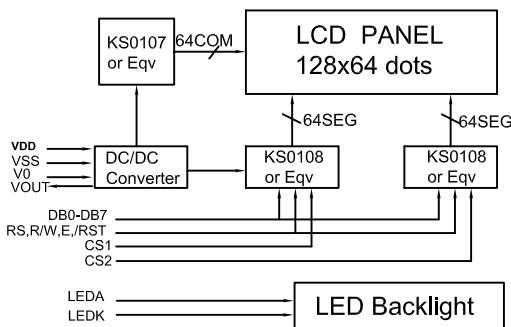 KS0107
or Eqv
64COM
LCD PANEL
128x64 dots
64SEG
64SEG
VDD
VSS
V0
VOUT
DC/DC
Converter
KS0108
or Eqv
KS0108
or Eqv
DB0-DB7
RS,R/W,E,/RST
CS1
CS2
LEDA
LEDK
LED Backlight